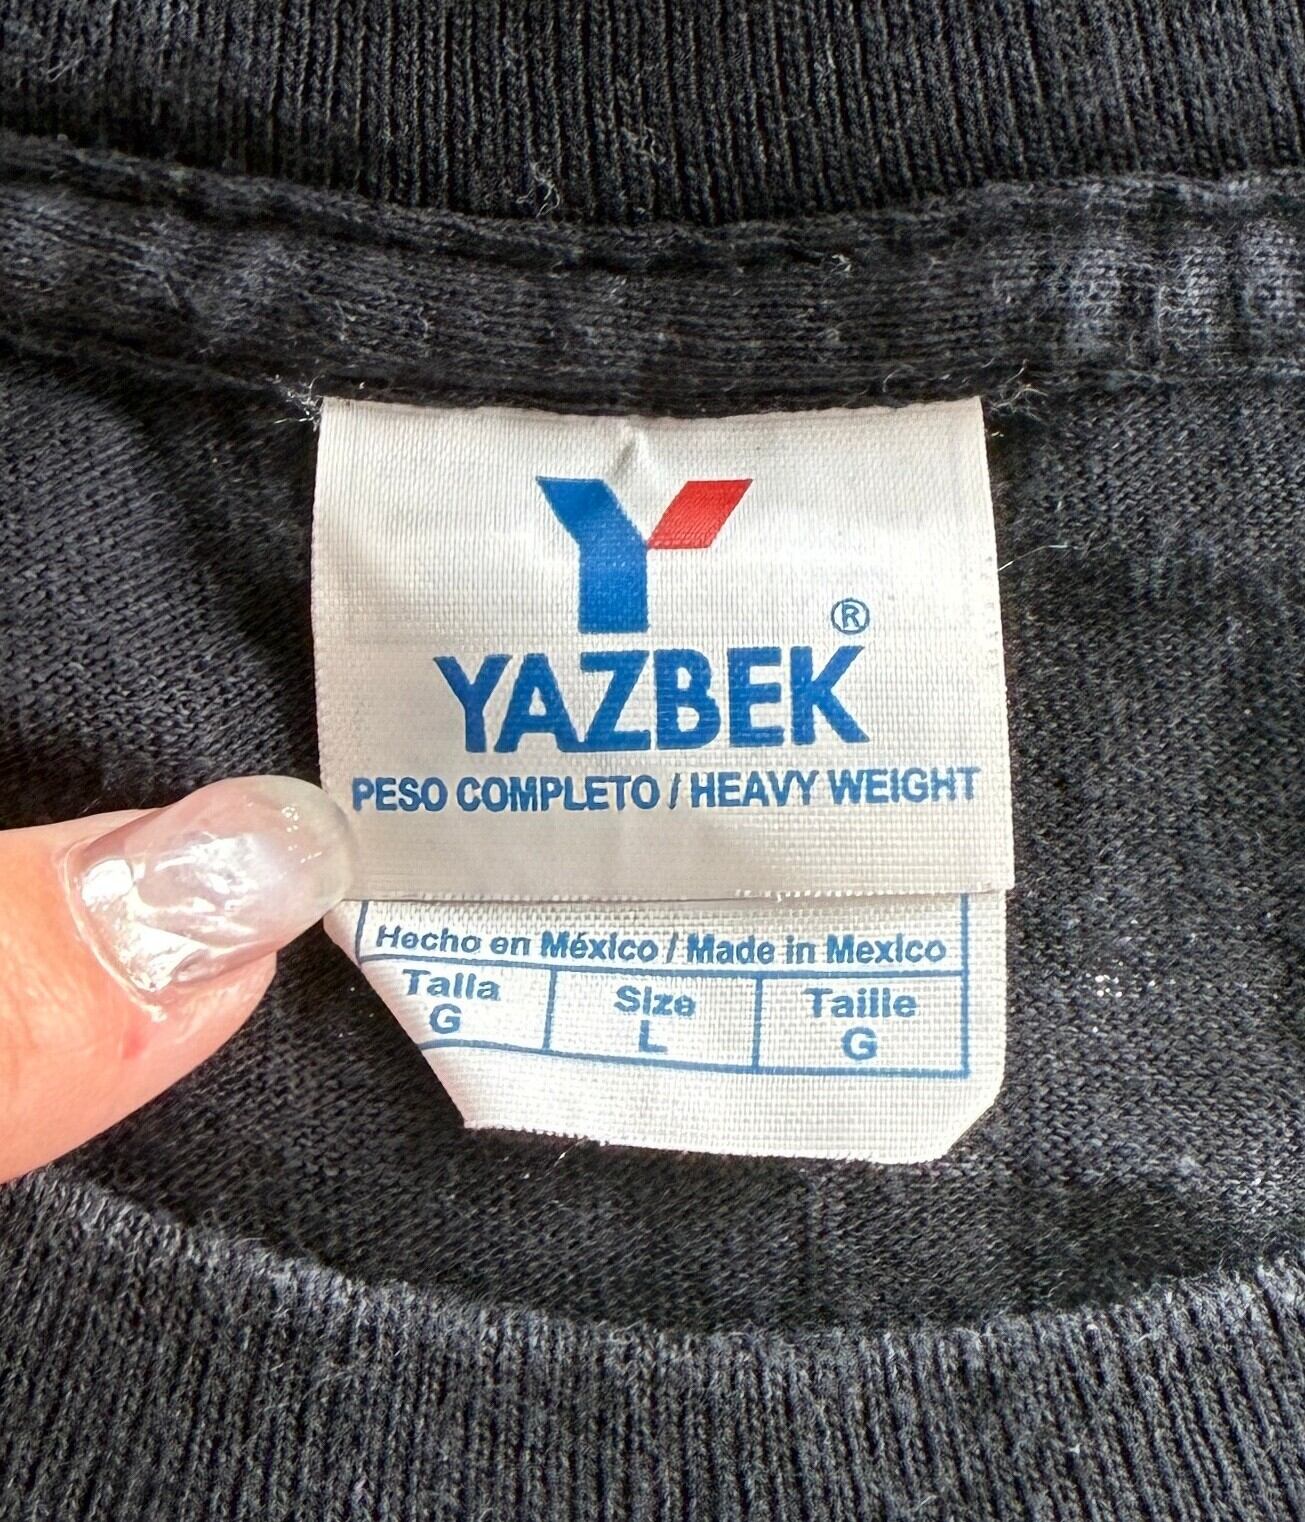 Y
®
YAZBEK
PESO COMPLETO / HEAVY WEIGHT
Hecho en México / Made in Mexico
Talla Size Taille
G L G